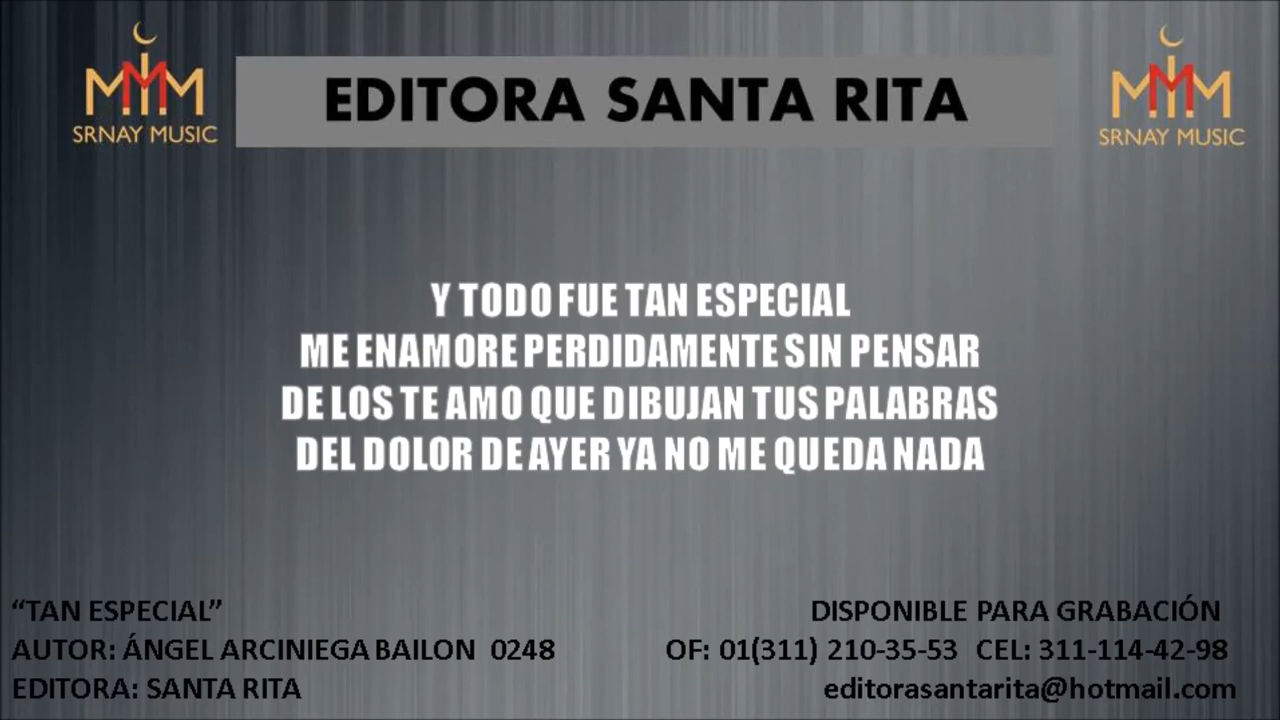 SRNAY MUSIC
EDITORA SANTA RITA
SRNAY MUSIC
Y TODO FUE TAN ESPECIAL
ME ENAMORE PERDIDAMENTE SIN PENSAR
DE LOS TE AMO QUE DIBUJAN TUS PALABRAS
DEL DOLOR DE AYER YA NO ME QUEDA NADA
“TAN ESPECIAL”
AUTOR: ÁNGEL ARCINIEGA BAILON 0248
EDITORA: SANTA RITA
DISPONIBLE PARA GRABACIÓN
OF: 01(311) 210-35-53 CEL: 311-114-42-98
editorasantarita@hotmail.com